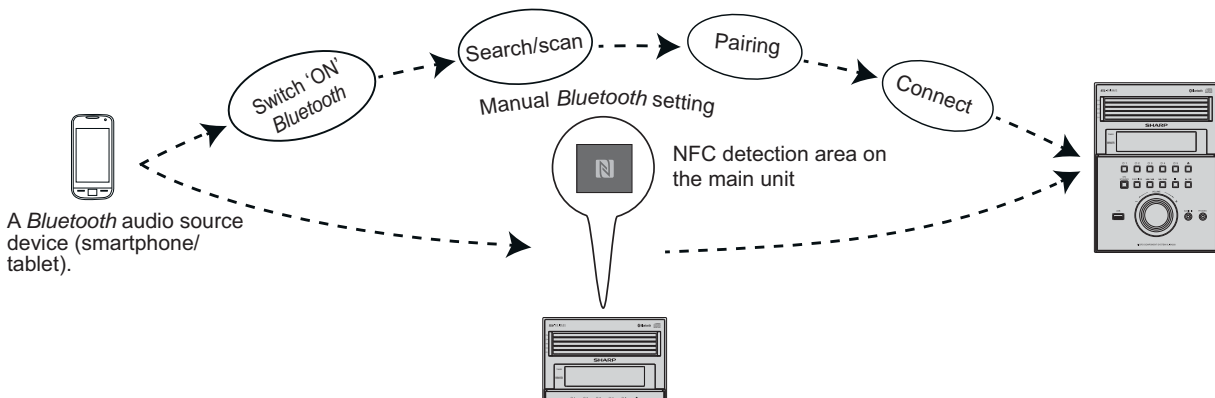 Switch 'ON'
Bluetooth
Search/scan
Pairing
Connect
Manual Bluetooth setting
NFC detection area on
the main unit
A Bluetooth audio source
device (smartphone/
tablet).
SHARP
SHARP